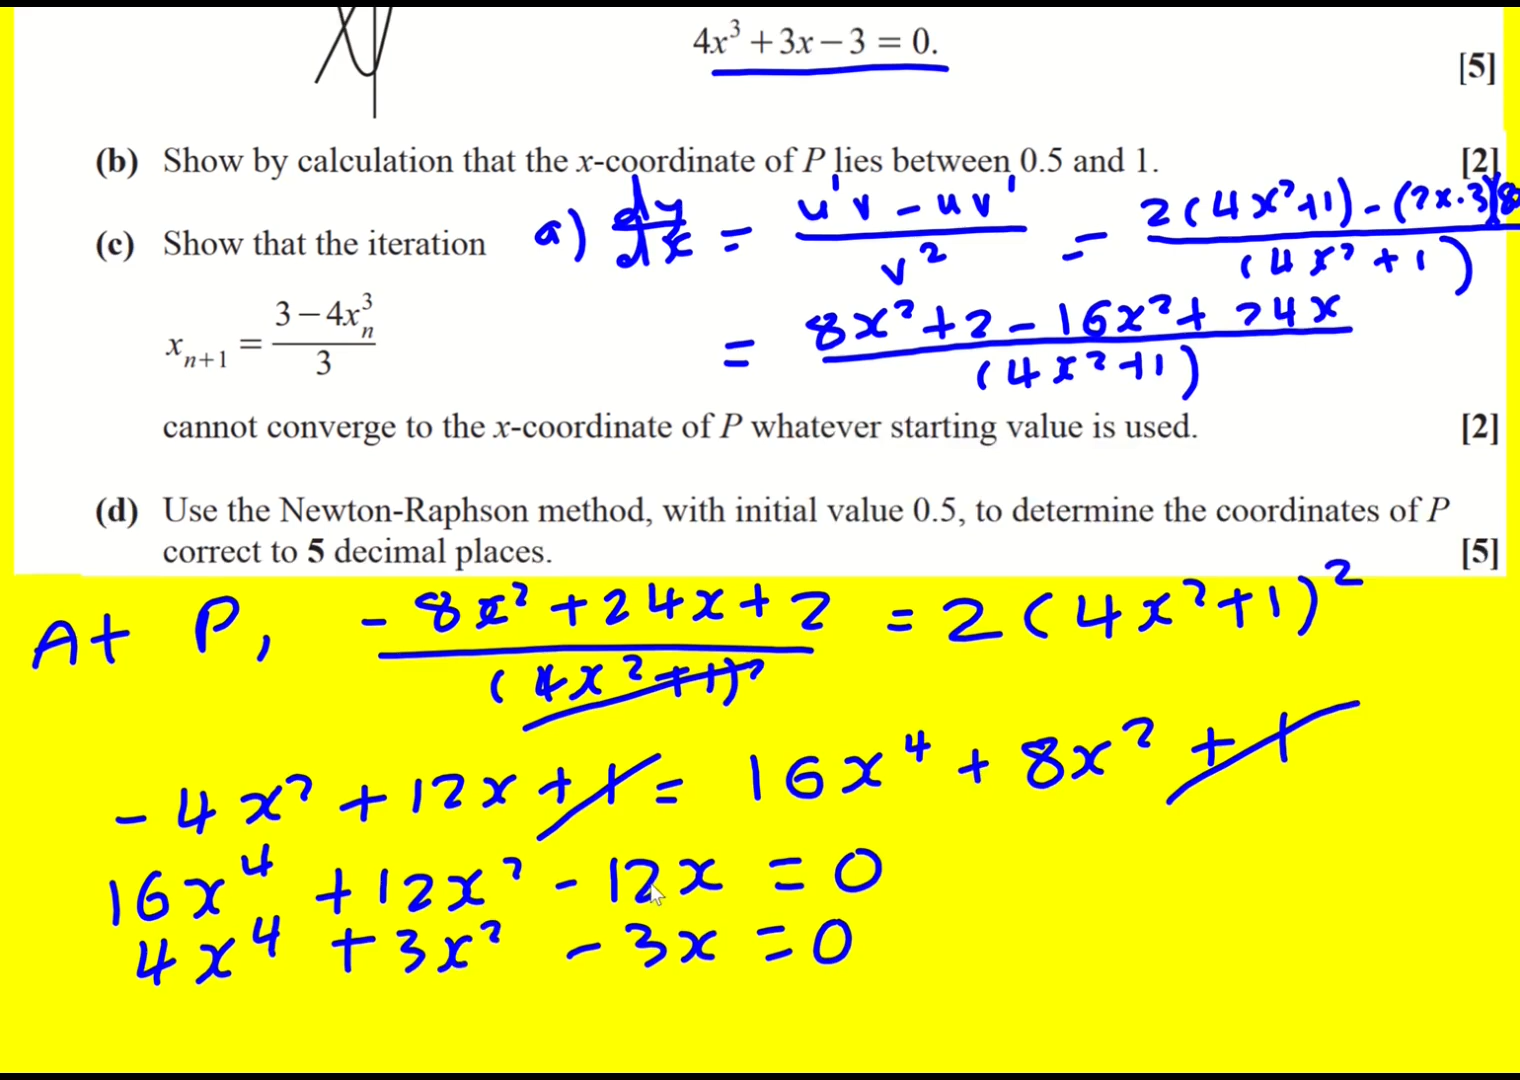 4x³ + 3x − 3 = 0.
[5]
(b) Show by calculation that the x-coordinate of P lies between 0.5 and 1. [2]
a) dy/dx = (u'v − uv')/v² = (2(4x²+1) − (2x·3)(8/(4x²+1)
(c) Show that the iteration
xₙ₊₁ = (3 − 4xₙ³)/3
= (8x²+2 − 16x² + 24x)/(4x²+1)
cannot converge to the x-coordinate of P whatever starting value is used. [2]
(d) Use the Newton-Raphson method, with initial value 0.5, to determine the coordinates of P
correct to 5 decimal places. [5]
At P, (−8x² + 24x + 2)/(4x²+1)² = 2(4x²+1)²
−4x² + 12x + 1 = 16x⁴ + 8x² + 1
16x⁴ + 12x² − 12x = 0
4x⁴ + 3x² − 3x = 0